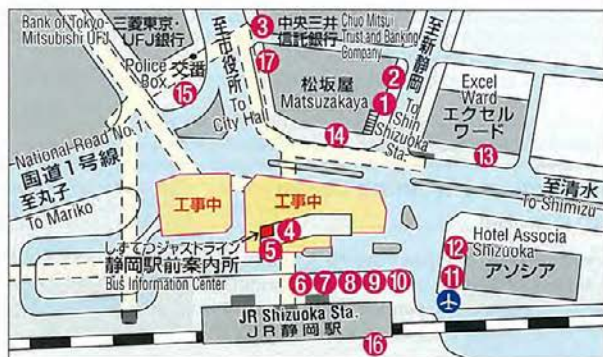 Bank of Tokyo-
Mitsubishi UFJ
三菱東京・
UFJ銀行
Police
Box
交番
15
至市役所
To
City Hall
3
17
中央三井
信託銀行
Chuo Mitsui
Trust and Banking
Company
松坂屋
Matsuzakaya
2
1
14
至新静岡
To
Shin
Shizuoka
Sta.
Excel
Ward
エクセル
ワード
13
National Road No.1
国道1号線
至丸子
To Mariko
至清水
To Shimizu
工事中
工事中
4
5
しずてつジャストライン
静岡駅前案内所
Bus Information Center
6
7
8
9
10
Hotel Associa
Shizuoka
アソシア
12
11
JR Shizuoka Sta.
JR静岡駅
16